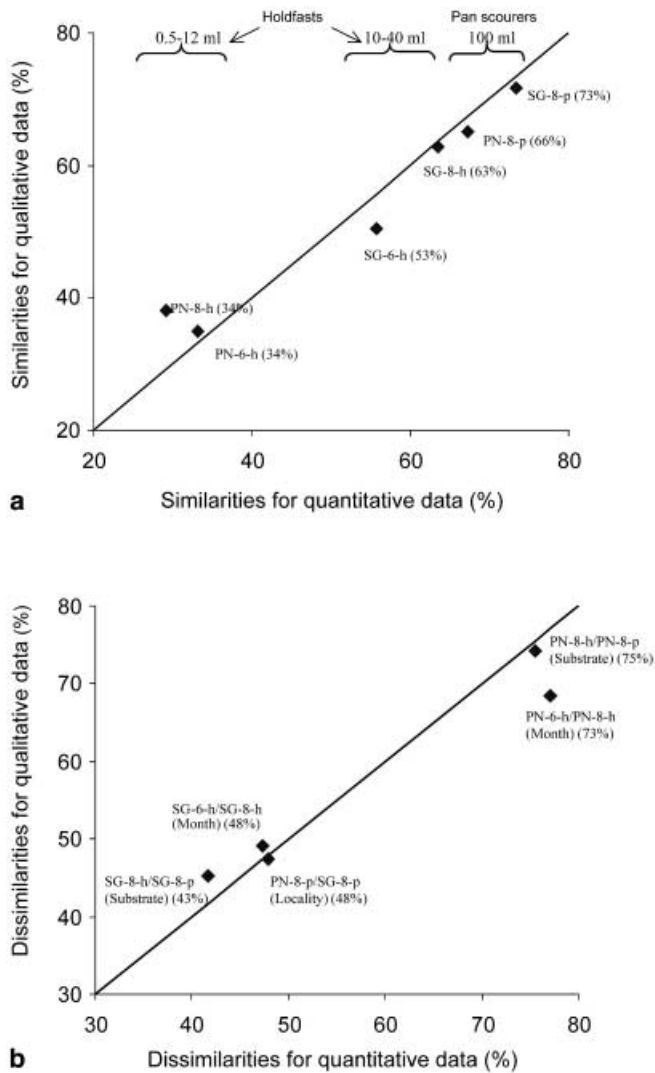 Holdfasts
Pan scourers
0.5-12 ml
10-40 ml
100 ml
80
60
40
20
Similarities for qualitative data (%)
SG-8-p (73%)
PN-8-p (66%)
SG-8-h (63%)
SG-6-h (53%)
PN-8-h (34%)
PN-6-h (34%)
20
40
60
80
a
Similarities for quantitative data (%)
80
70
60
50
40
30
Dissimilarities for qualitative data (%)
PN-8-h/PN-8-p
(Substrate) (75%)
PN-6-h/PN-8-h
(Month) (73%)
SG-6-h/SG-8-h
(Month) (48%)
SG-8-h/SG-8-p
(Substrate) (43%)
PN-8-p/SG-8-p
(Locality) (48%)
30
40
50
60
70
80
b
Dissimilarities for quantitative data (%)